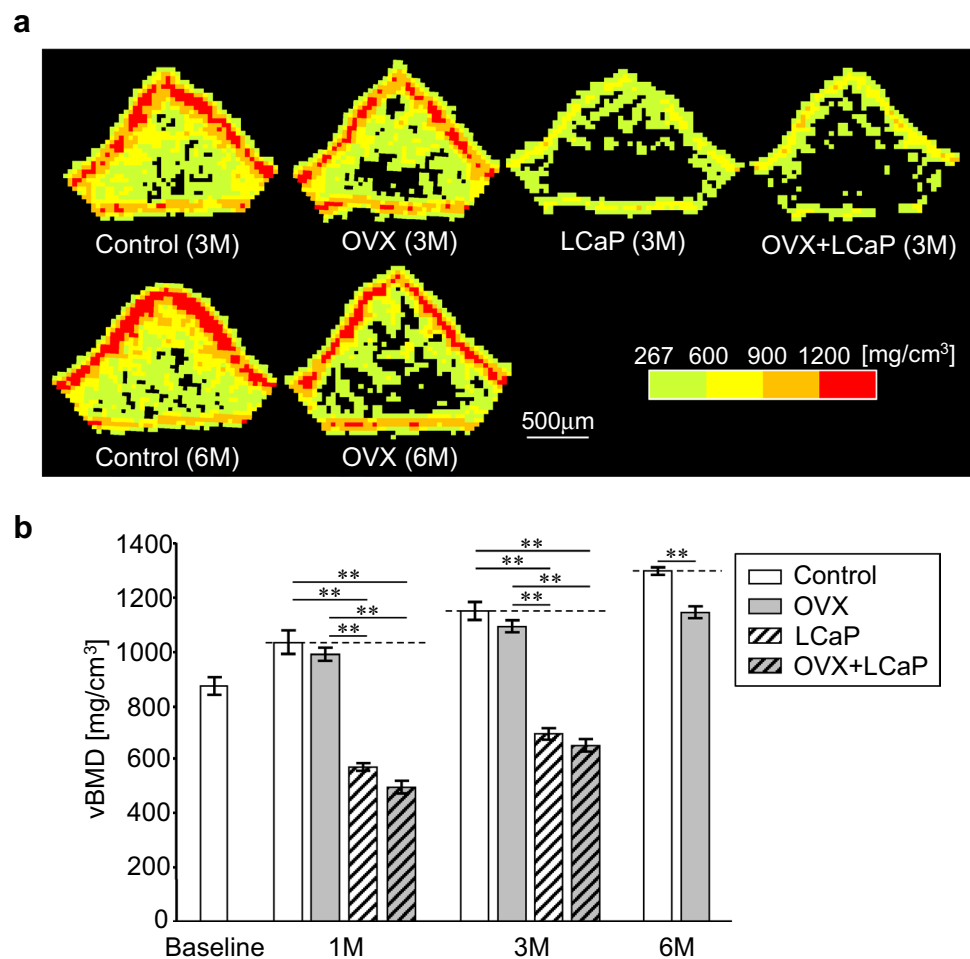 a
Control (3M) OVX (3M) LCaP (3M) OVX+LCaP (3M)
267 600 900 1200 [mg/cm³]
500μm
Control (6M) OVX (6M)
b
vBMD [mg/cm³]
1400
1200
1000
800
600
400
200
0
** ** ** **
** ** ** **
**
Control
OVX
LCaP
OVX+LCaP
Baseline 1M 3M 6M